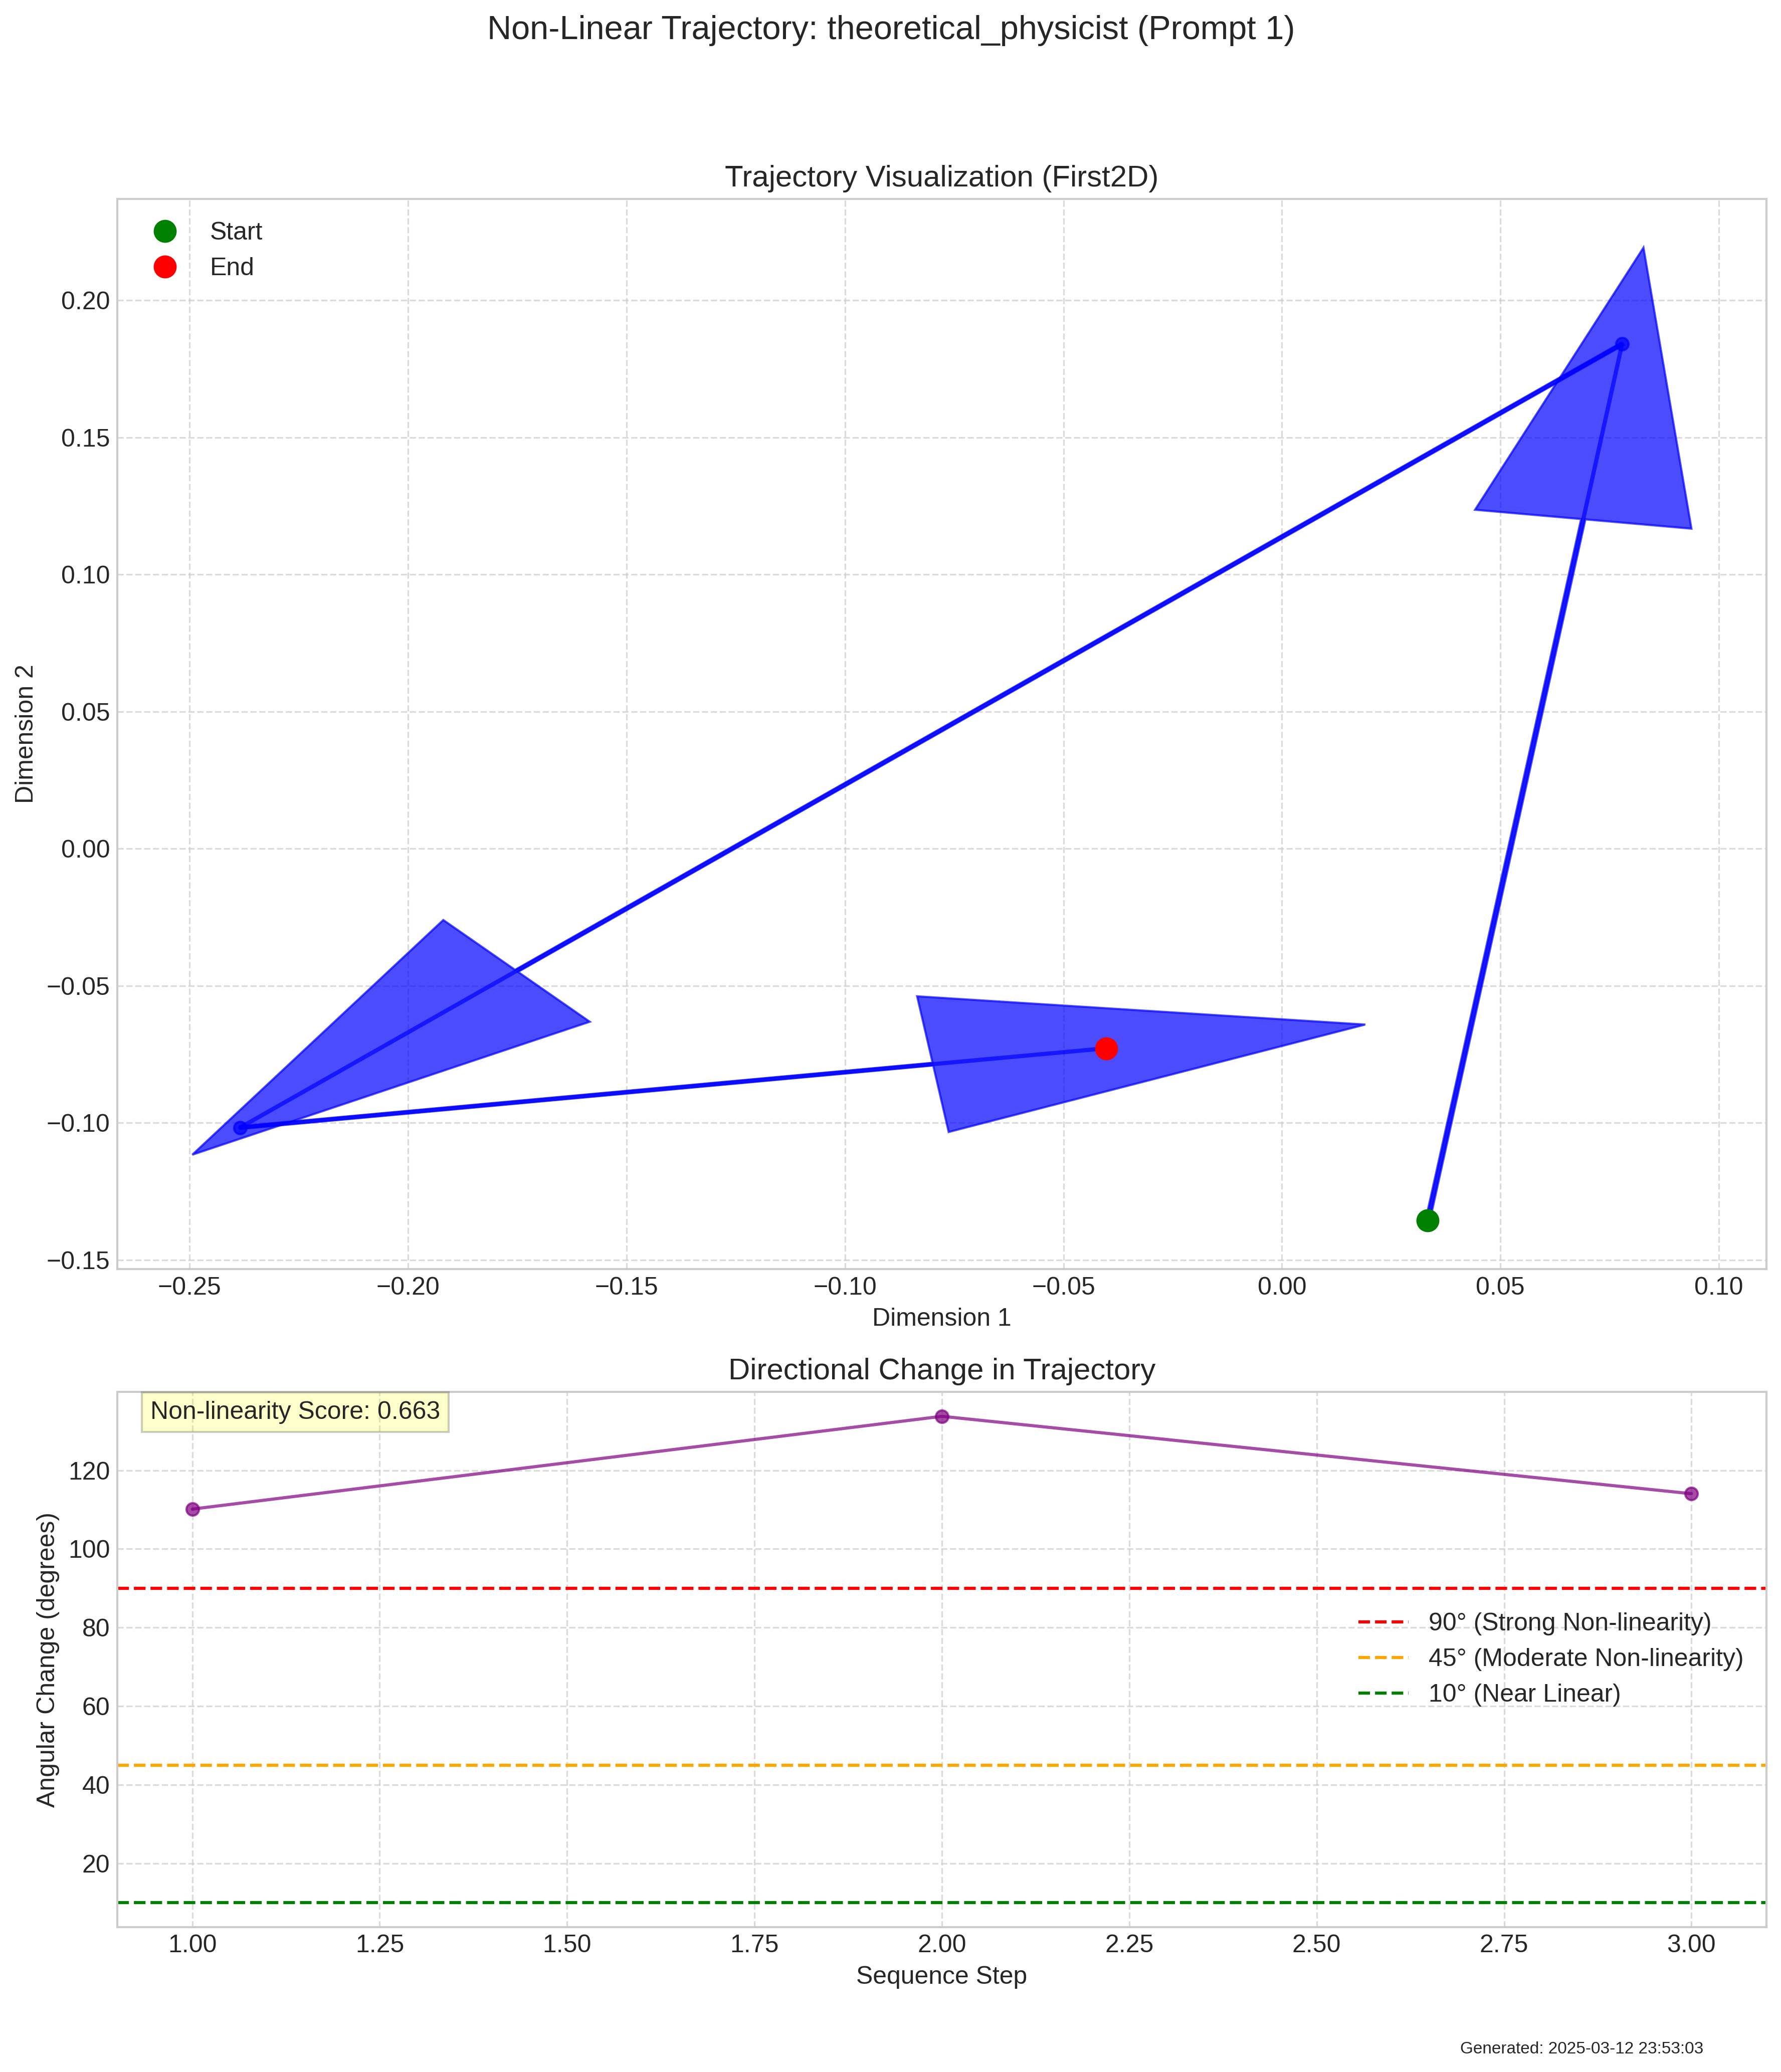 Non-Linear Trajectory: theoretical_physicist (Prompt 1)
Trajectory Visualization (First2D)
Start
End
0.20
0.15
0.10
0.05
0.00
−0.05
−0.10
−0.15
Dimension 2
−0.25 −0.20 −0.15 −0.10 −0.05 0.00 0.05 0.10
Dimension 1
Directional Change in Trajectory
Non-linearity Score: 0.663
120
100
80
60
40
20
Angular Change (degrees)
90° (Strong Non-linearity)
45° (Moderate Non-linearity)
10° (Near Linear)
1.00 1.25 1.50 1.75 2.00 2.25 2.50 2.75 3.00
Sequence Step
Generated: 2025-03-12 23:53:03